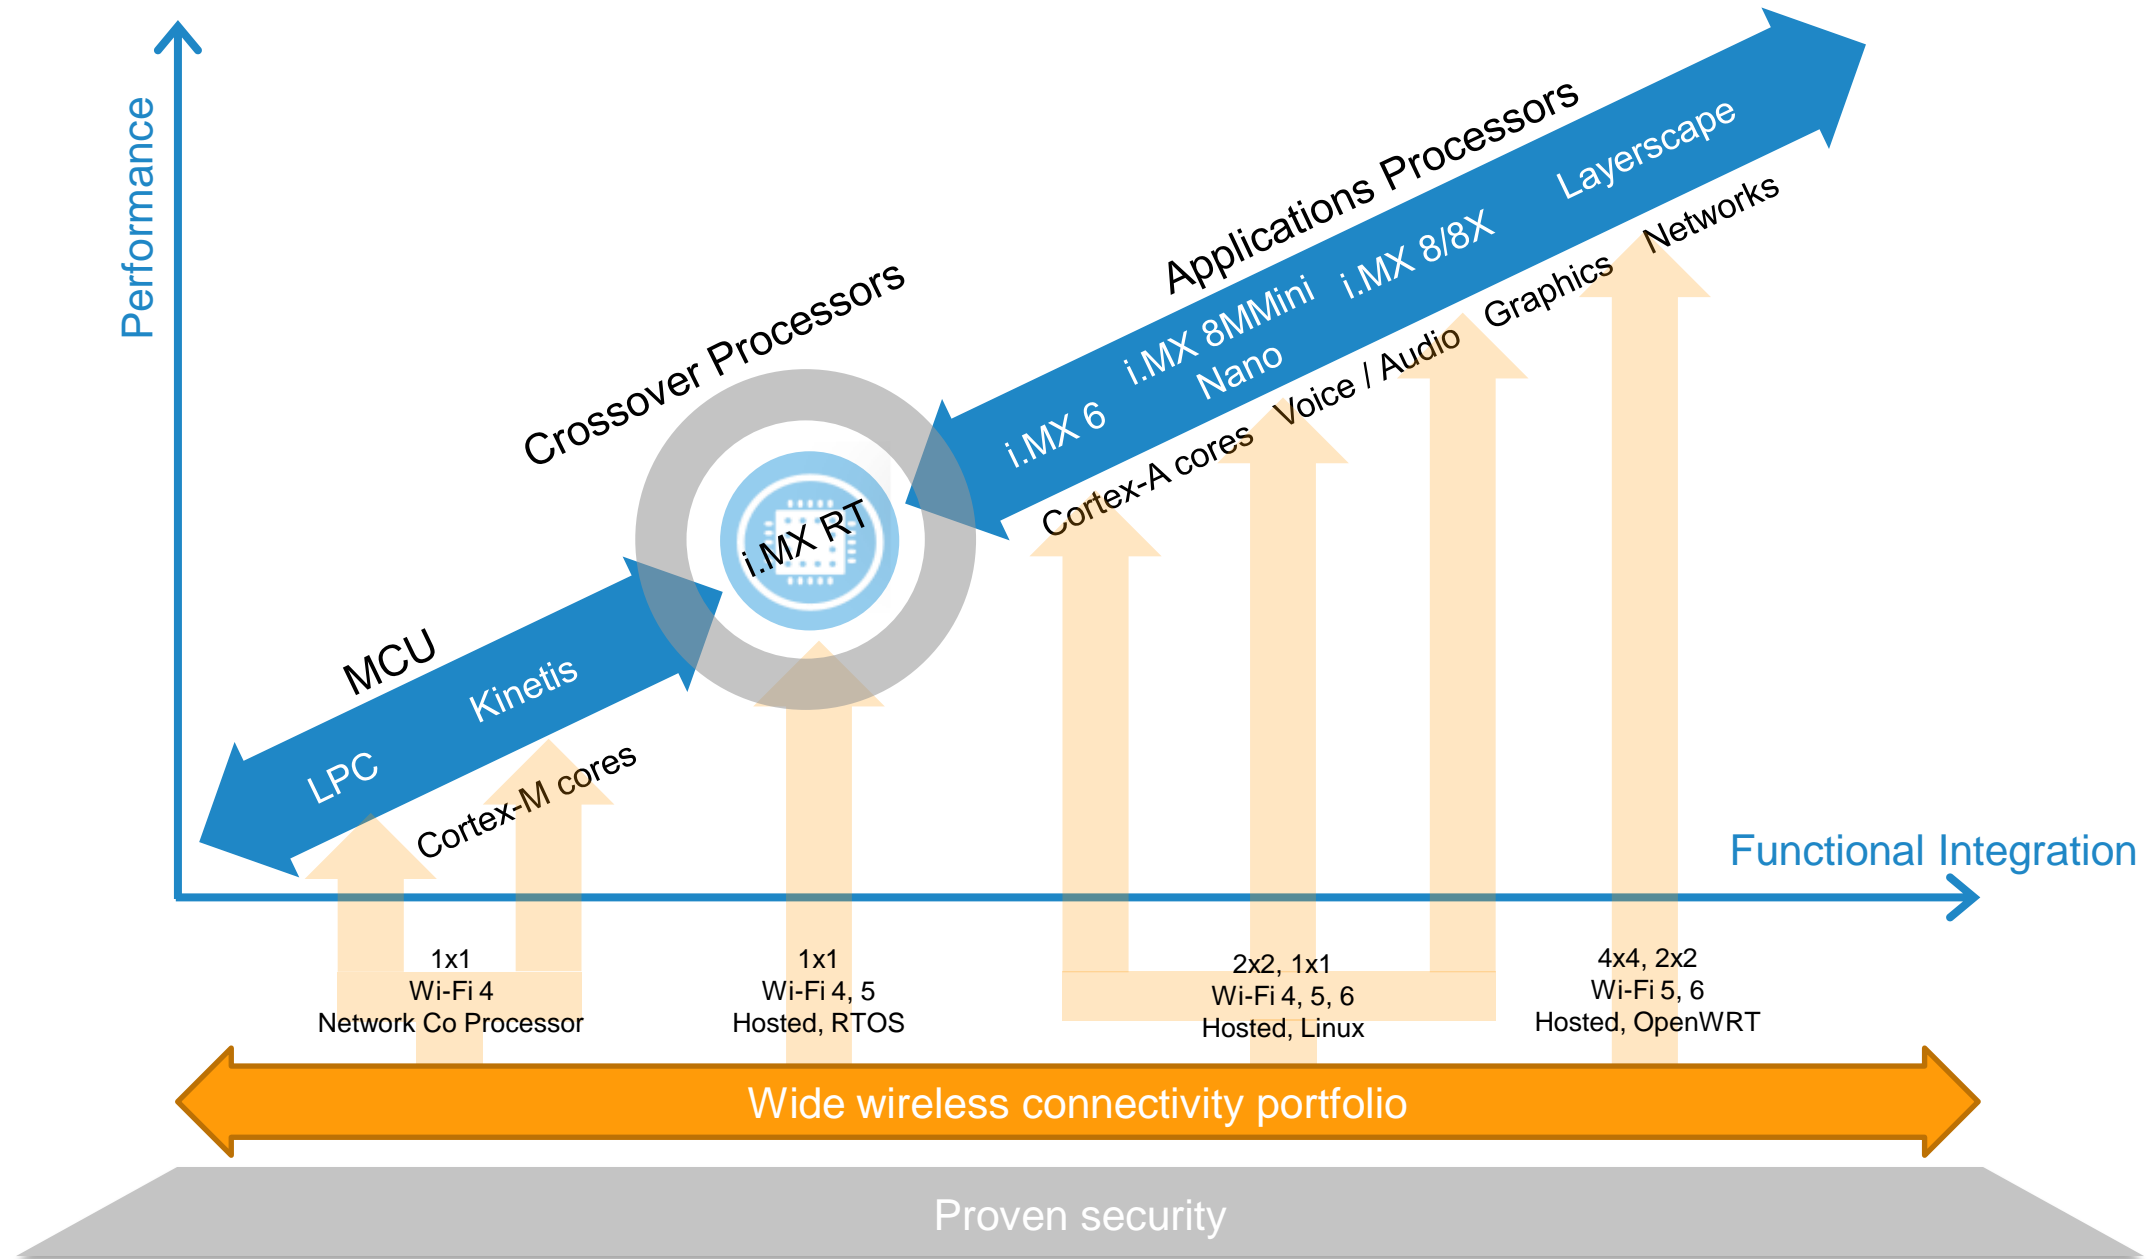 Performance
Applications Processors
Layerscape
Networks
i.MX 8/8X
Graphics
i.MX 8MMini
Nano
Voice / Audio
i.MX 6
Cortex-A cores
Crossover Processors
i.MX RT
MCU
Kinetis
LPC
Cortex-M cores
Functional Integration
1x1
Wi-Fi 4
Network Co Processor
1x1
Wi-Fi 4, 5
Hosted, RTOS
2x2, 1x1
Wi-Fi 4, 5, 6
Hosted, Linux
4x4, 2x2
Wi-Fi 5, 6
Hosted, OpenWRT
Wide wireless connectivity portfolio
Proven security